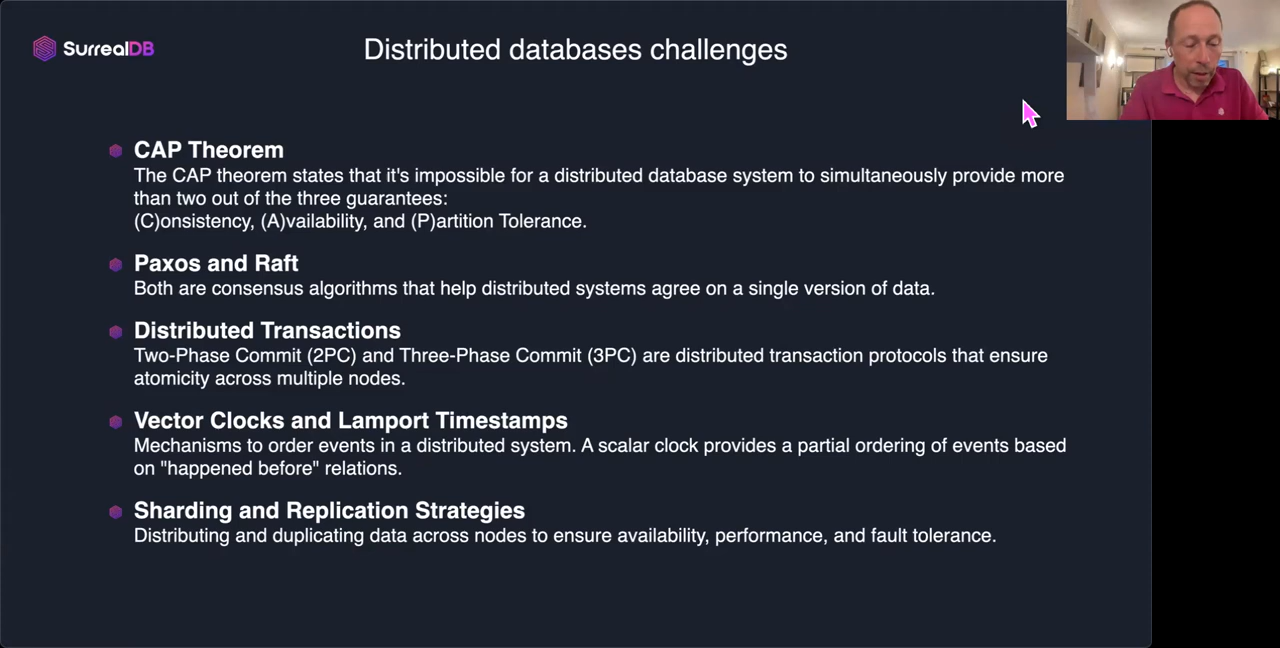 SurrealDB
Distributed databases challenges
CAP Theorem
The CAP theorem states that it's impossible for a distributed database system to simultaneously provide more
than two out of the three guarantees:
(C)onsistency, (A)vailability, and (P)artition Tolerance.
Paxos and Raft
Both are consensus algorithms that help distributed systems agree on a single version of data.
Distributed Transactions
Two-Phase Commit (2PC) and Three-Phase Commit (3PC) are distributed transaction protocols that ensure
atomicity across multiple nodes.
Vector Clocks and Lamport Timestamps
Mechanisms to order events in a distributed system. A scalar clock provides a partial ordering of events based
on "happened before" relations.
Sharding and Replication Strategies
Distributing and duplicating data across nodes to ensure availability, performance, and fault tolerance.